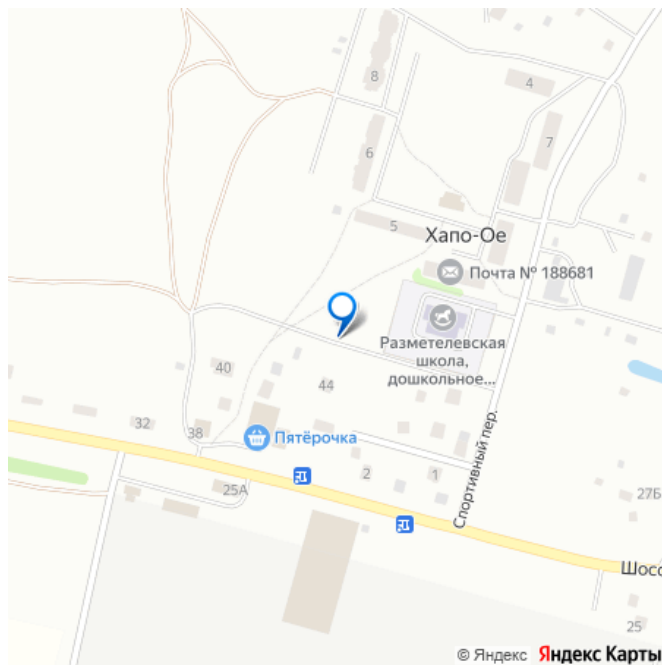 8
4
7
6
5
Хапо-Ое
Почта № 188681
Разметелевская
школа,
дошкольное...
40
44
32
38
Пятёрочка
2
1
Спортивный пер.
25А
27Б
Шосс
25
© Яндекс Яндекс Карты